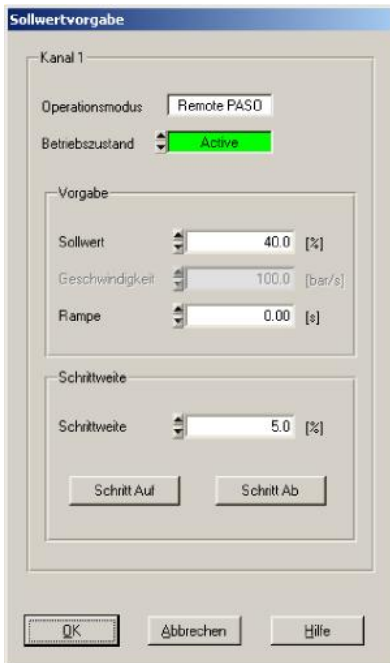 Sollwertvorgabe
Kanal 1
Operationsmodus Remote PASO
Betriebszustand Active
Vorgabe
Sollwert 40.0 [%]
Geschwindigkeit 100.0 [bar/s]
Rampe 0.00 [s]
Schrittweite
Schrittweite 5.0 [%]
Schritt Auf Schritt Ab
OK Abbrechen Hilfe